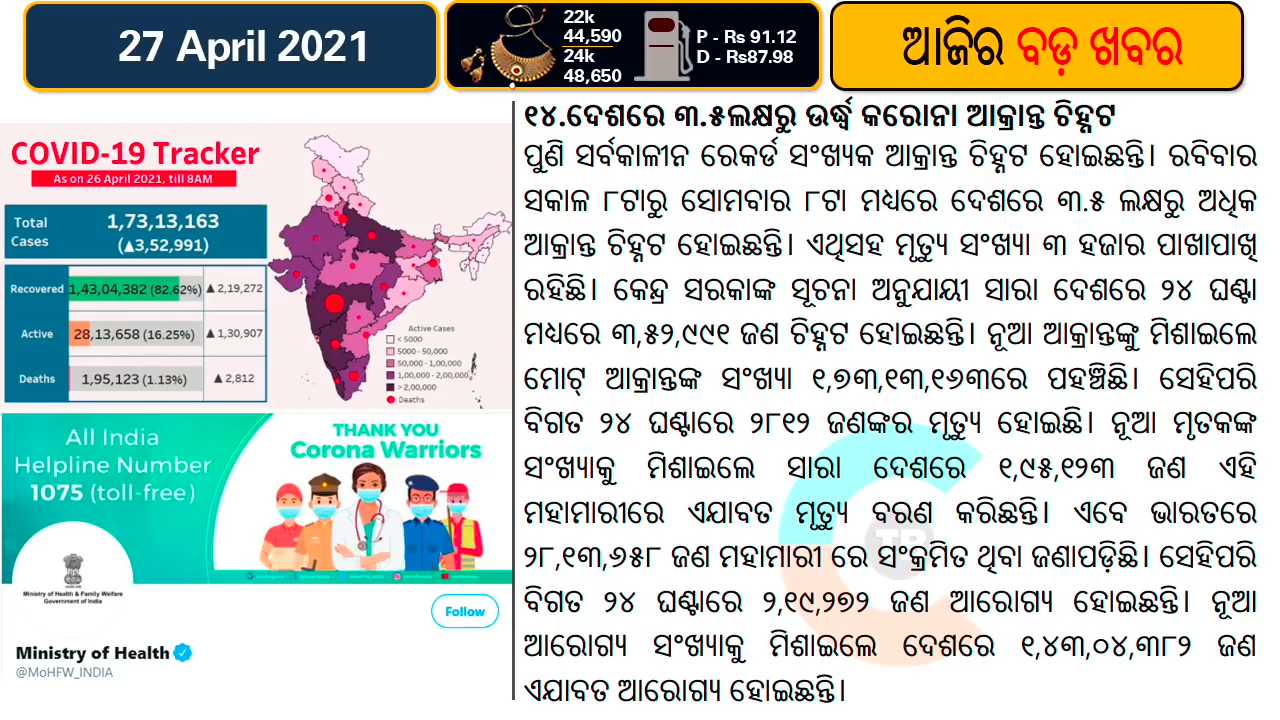 27 April 2021
22k
44,590
24k
48,650
P - Rs 91.12
D - Rs87.98
ଆଜିର ବଡ଼ ଖବର
COVID-19 Tracker
As on 26 April 2021, till 8AM
Total Cases 1,73,13,163
(▲3,52,991)
Recovered 1,43,04,382 (82.62%) ▲2,19,272
Active 28,13,658 (16.25%) ▲1,30,907
Deaths 1,95,123 (1.13%) ▲2,812
Active Cases
< 5000
5000 - 50,000
50,000 - 1,00,000
1,00,000 - 2,00,000
> 2,00,000
Deaths
All India
Helpline Number
1075 (toll-free)
THANK YOU
Corona Warriors
Ministry of Health & Family Welfare
Government of India
Follow
Ministry of Health
@MoHFW_INDIA
୧୪.ଦେଶରେ ୩.୫ଲକ୍ଷରୁ ଉର୍ଦ୍ଧ୍ୱ କରୋନା ଆକ୍ରାନ୍ତ ଚିହ୍ନଟ
ପୁଣି ସର୍ବକାଳୀନ ରେକର୍ଡ ସଂଖ୍ୟକ ଆକ୍ରାନ୍ତ ଚିହ୍ନଟ ହୋଇଛନ୍ତି। ରବିବାର
ସକାଳ ୮ଟାରୁ ସୋମବାର ୮ଟା ମଧ୍ୟରେ ଦେଶରେ ୩.୫ ଲକ୍ଷରୁ ଅଧିକ
ଆକ୍ରାନ୍ତ ଚିହ୍ନଟ ହୋଇଛନ୍ତି। ଏଥିସହ ମୃତ୍ୟୁ ସଂଖ୍ୟା ୩ ହଜାର ପାଖାପାଖି
ରହିଛି। କେନ୍ଦ୍ର ସରକାଙ୍କ ସୂଚନା ଅନୁଯାୟୀ ସାରା ଦେଶରେ ୨୪ ଘଣ୍ଟା
ମଧ୍ୟରେ ୩,୫୨,୯୯୧ ଜଣ ଚିହ୍ନଟ ହୋଇଛନ୍ତି। ନୂଆ ଆକ୍ରାନ୍ତଙ୍କୁ ମିଶାଇଲେ
ମୋଟ୍ ଆକ୍ରାନ୍ତଙ୍କ ସଂଖ୍ୟା ୧,୭୩,୧୩,୧୬୩ରେ ପହଞ୍ଚିଛି। ସେହିପରି
ବିଗତ ୨୪ ଘଣ୍ଟାରେ ୨୮୧୨ ଜଣଙ୍କର ମୃତ୍ୟୁ ହୋଇଛି। ନୂଆ ମୃତକଙ୍କ
ସଂଖ୍ୟାକୁ ମିଶାଇଲେ ସାରା ଦେଶରେ ୧,୯୫,୧୨୩ ଜଣ ଏହି
ମହାମାରୀରେ ଏଯାବତ ମୃତ୍ୟୁ ବରଣ କରିଛନ୍ତି। ଏବେ ଭାରତରେ
୨୮,୧୩,୬୫୮ ଜଣ ମହାମାରୀ ରେ ସଂକ୍ରମିତ ଥିବା ଜଣାପଡ଼ିଛି। ସେହିପରି
ବିଗତ ୨୪ ଘଣ୍ଟାରେ ୨,୧୯,୨୭୨ ଜଣ ଆରୋଗ୍ୟ ହୋଇଛନ୍ତି। ନୂଆ
ଆରୋଗ୍ୟ ସଂଖ୍ୟାକୁ ମିଶାଇଲେ ଦେଶରେ ୧,୪୩,୦୪,୩୮୨ ଜଣ
ଏଯାବତ ଆରୋଗ୍ୟ ହୋଇଛନ୍ତି।